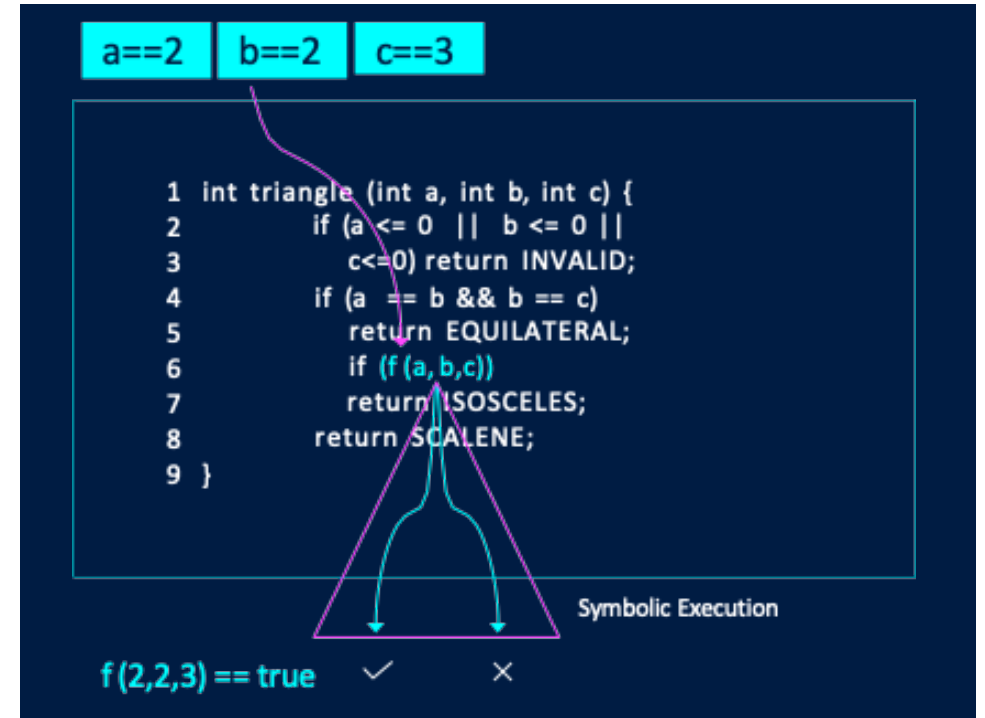 a==2 b==2 c==3
1 int triangle (int a, int b, int c) {
2 if (a <= 0 || b <= 0 ||
3 c<=0) return INVALID;
4 if (a == b && b == c)
5 return EQUILATERAL;
6 if (f (a, b,c))
7 return ISOSCELES;
8 return SCALENE;
9 }
Symbolic Execution
f (2,2,3) == true ✓ ×